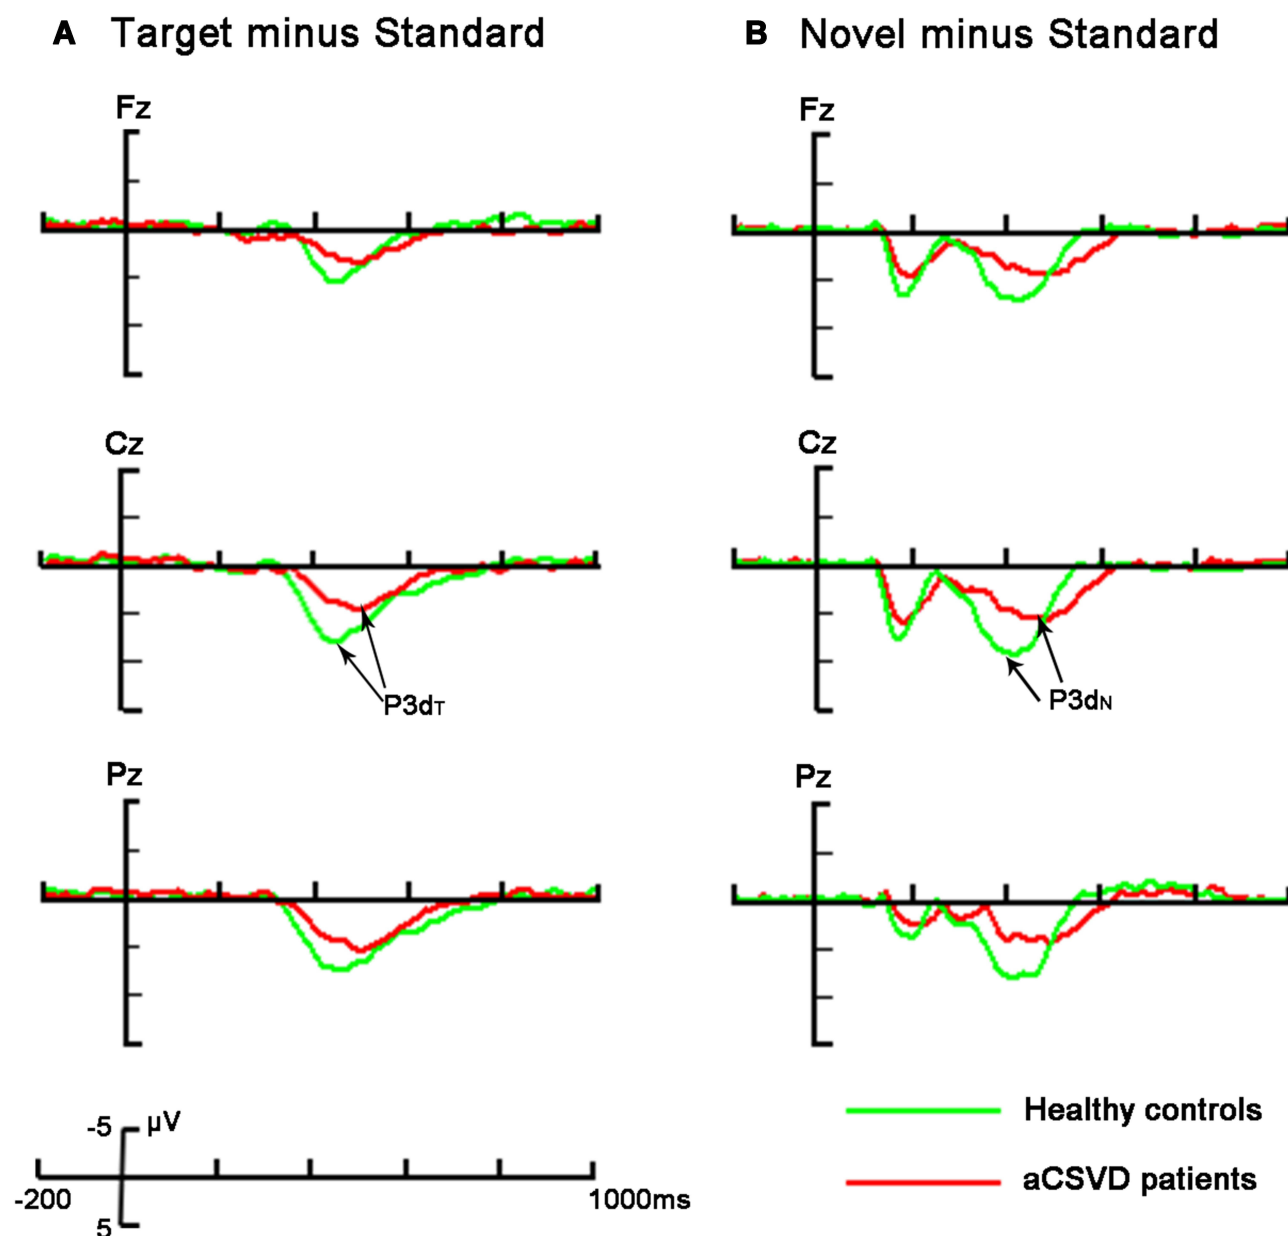 A Target minus Standard
B Novel minus Standard
Fz
Fz
Cz
Cz
P3dT
P3dN
Pz
Pz
-5 µV
-200
1000ms
5
Healthy controls
aCSVD patients